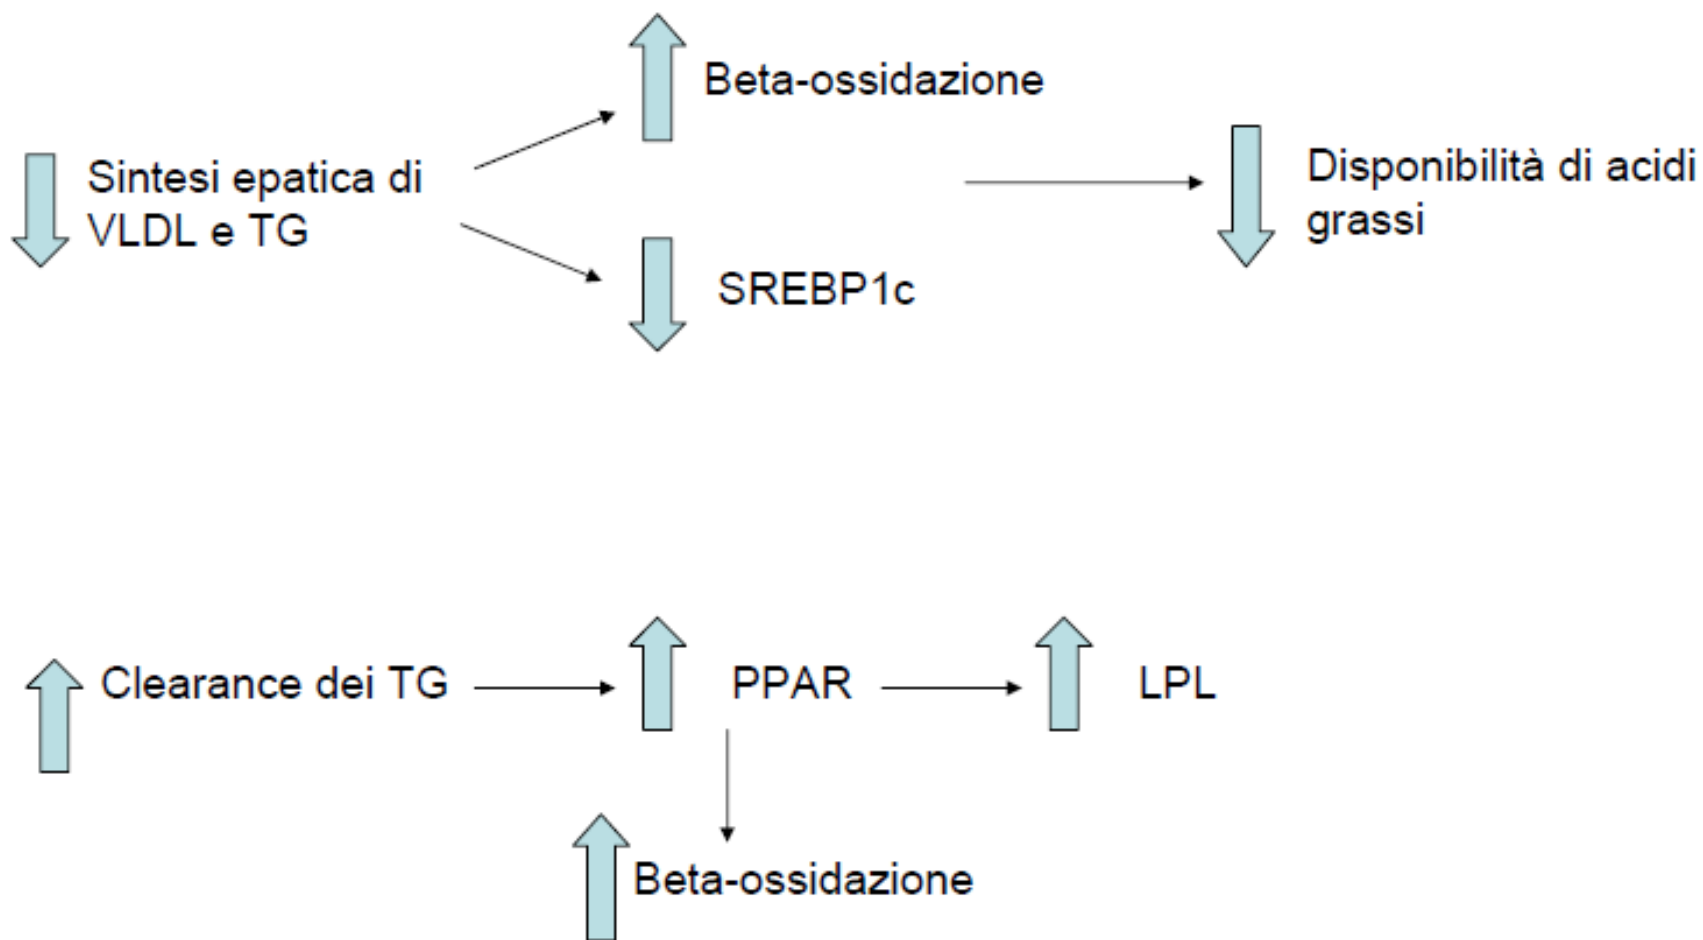 Beta-ossidazione
Sintesi epatica di
VLDL e TG
Disponibilità di acidi
grassi
SREBP1c
Clearance dei TG
PPAR
LPL
Beta-ossidazione